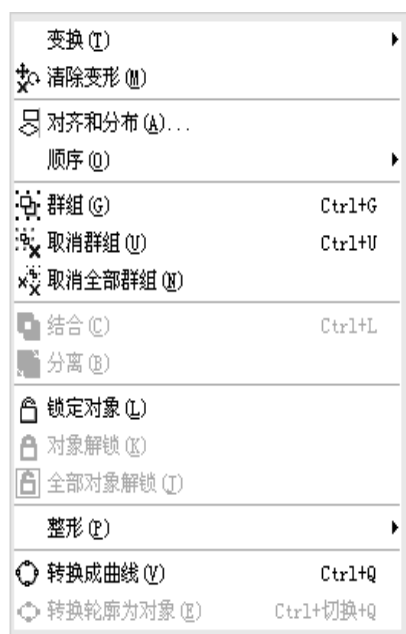 变换(T)
清除变形(M)
对齐和分布(A)...
顺序(O)
群组(G) Ctrl+G
取消群组(U) Ctrl+U
取消全部群组(N)
结合(C) Ctrl+L
分离(B)
锁定对象(L)
对象解锁(K)
全部对象解锁(J)
整形(P)
转换成曲线(V) Ctrl+Q
转换轮廓为对象(E) Ctrl+切换+Q